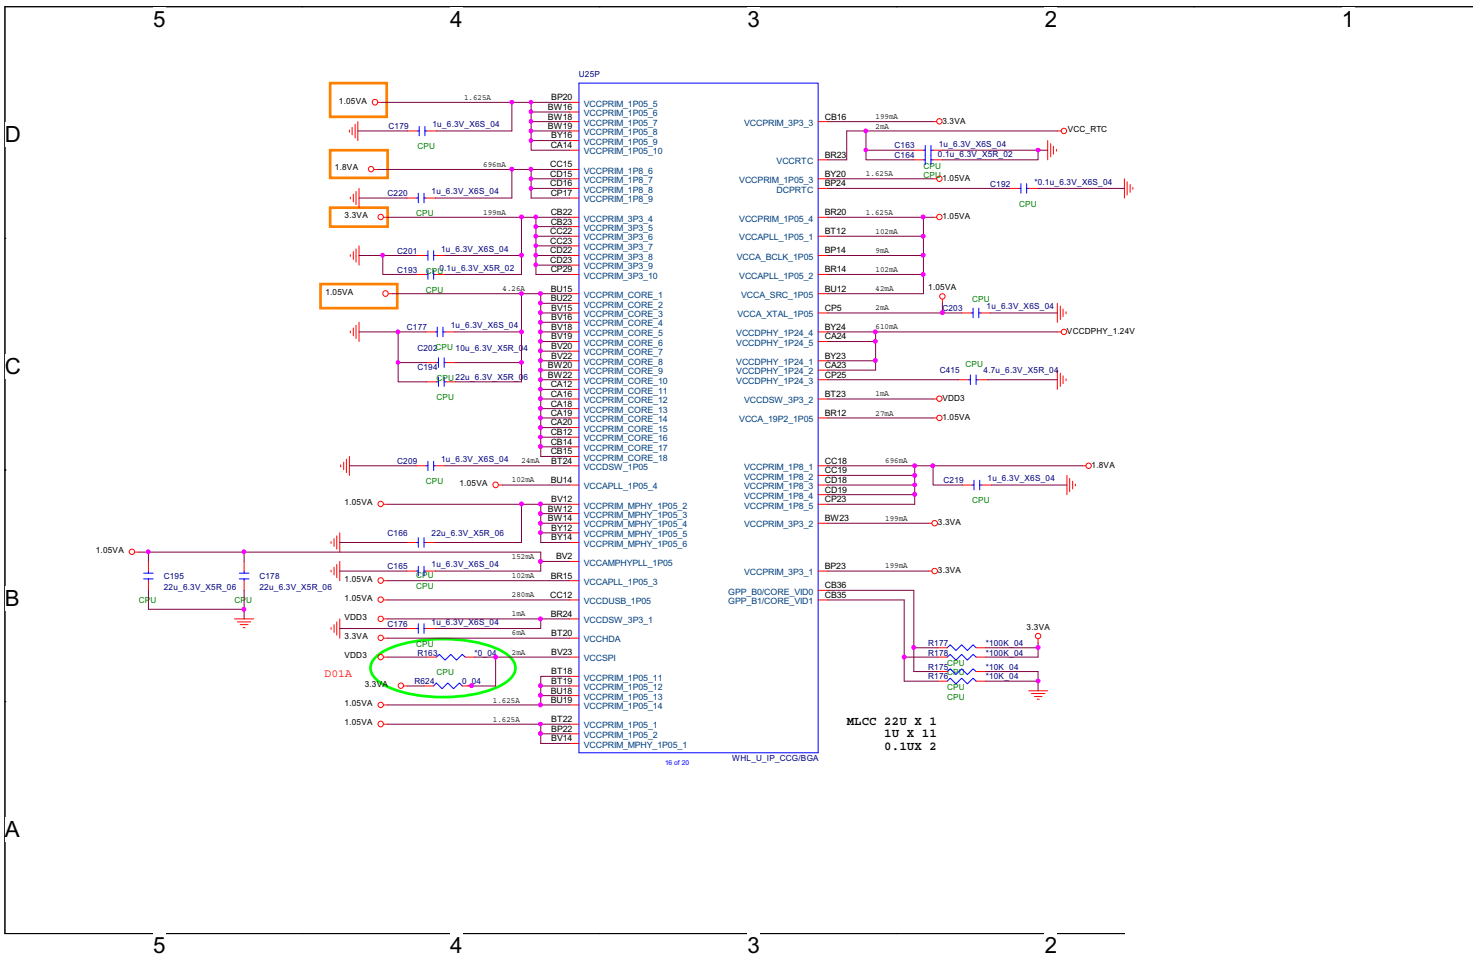 5 4 3 2 1
D
C
B
A
U25P
1.05VA 1.625A BP20 VCCPRIM_1P05_5
BW16 VCCPRIM_1P05_6
BW18 VCCPRIM_1P05_7
BW19 VCCPRIM_1P05_8
BY16 VCCPRIM_1P05_9
CA14 VCCPRIM_1P05_10
C179 1u_6.3V_X6S_04
CPU
1.8VA 696mA CC15 VCCPRIM_1P8_6
CD15 VCCPRIM_1P8_7
CD16 VCCPRIM_1P8_8
CP17 VCCPRIM_1P8_9
C220 1u_6.3V_X6S_04
CPU
3.3VA 199mA CB22 VCCPRIM_3P3_4
CB23 VCCPRIM_3P3_5
CC22 VCCPRIM_3P3_6
CC23 VCCPRIM_3P3_7
CD22 VCCPRIM_3P3_8
CD23 VCCPRIM_3P3_9
CP29 VCCPRIM_3P3_10
C201 1u_6.3V_X6S_04
CPU
C193 0.1u_6.3V_X5R_02
CPU
1.05VA 4.26A BU15 VCCPRIM_CORE_1
BU22 VCCPRIM_CORE_2
BV15 VCCPRIM_CORE_3
BV16 VCCPRIM_CORE_4
BV18 VCCPRIM_CORE_5
BV19 VCCPRIM_CORE_6
BV20 VCCPRIM_CORE_7
BV22 VCCPRIM_CORE_8
BW20 VCCPRIM_CORE_9
BW22 VCCPRIM_CORE_10
CA12 VCCPRIM_CORE_11
CA16 VCCPRIM_CORE_12
CA18 VCCPRIM_CORE_13
CA19 VCCPRIM_CORE_14
CA20 VCCPRIM_CORE_15
CB12 VCCPRIM_CORE_16
CB14 VCCPRIM_CORE_17
CB15 VCCPRIM_CORE_18
C177 1u_6.3V_X6S_04
CPU
C202 10u_6.3V_X5R_04
CPU
C194 22u_6.3V_X5R_06
CPU
C209 1u_6.3V_X6S_04 24mA BT24 VCCDSW_1P05
CPU
1.05VA 102mA BU14 VCCAPLL_1P05_4
1.05VA BV12 VCCPRIM_MPHY_1P05_2
BW12 VCCPRIM_MPHY_1P05_3
BW14 VCCPRIM_MPHY_1P05_4
BY12 VCCPRIM_MPHY_1P05_5
BY14 VCCPRIM_MPHY_1P05_6
C166 22u_6.3V_X5R_06
CPU
1.05VA 152mA BV2 VCCAMPHYPLL_1P05
C195
22u_6.3V_X5R_06
CPU
C178
22u_6.3V_X5R_06
CPU
C165 1u_6.3V_X6S_04
CPU
1.05VA 102mA BR15 VCCAPLL_1P05_3
1.05VA 280mA CC12 VCCDUSB_1P05
VDD3 1mA BR24 VCCDSW_3P3_1
C176 1u_6.3V_X6S_04
CPU
3.3VA 6mA BT20 VCCHDA
VDD3 R163 *0_04 2mA BV23 VCCSPI
CPU
D01A
3.3VA R624 0_04
BT18 VCCPRIM_1P05_11
BT19 VCCPRIM_1P05_12
BU18 VCCPRIM_1P05_13
1.05VA 1.625A BU19 VCCPRIM_1P05_14
1.05VA 1.625A BT22 VCCPRIM_1P05_1
BP22 VCCPRIM_1P05_2
BV14 VCCPRIM_MPHY_1P05_1
16 of 20
WHL_U_IP_CCG/BGA
VCCPRIM_3P3_3 CB16 199mA 3.3VA
VCCRTC BR23 2mA VCC_RTC
C163 1u_6.3V_X6S_04
CPU
C164 0.1u_6.3V_X5R_02
CPU
VCCPRIM_1P05_3 BY20 1.625A 1.05VA
DCPRTC BP24 C192 *0.1u_6.3V_X6S_04
CPU
VCCPRIM_1P05_4 BR20 1.625A 1.05VA
VCCAPLL_1P05_1 BT12 102mA
VCCA_BCLK_1P05 BP14 9mA
VCCAPLL_1P05_2 BR14 102mA
VCCA_SRC_1P05 BU12 42mA
VCCA_XTAL_1P05 CP5 2mA 1.05VA
C203 1u_6.3V_X6S_04
CPU
VCCDPHY_1P24_4 BY24 610mA VCCDPHY_1.24V
VCCDPHY_1P24_5 CA24
VCCDPHY_1P24_1 BY23
VCCDPHY_1P24_2 CA23
VCCDPHY_1P24_3 CP25 C415 4.7u_6.3V_X5R_04
CPU
VCCDSW_3P3_2 BT23 1mA VDD3
VCCA_19P2_1P05 BR12 27mA 1.05VA
VCCPRIM_1P8_1 CC18 696mA 1.8VA
VCCPRIM_1P8_2 CC19
VCCPRIM_1P8_3 CD18
VCCPRIM_1P8_4 CD19
VCCPRIM_1P8_5 CP23
C219 1u_6.3V_X6S_04
CPU
VCCPRIM_3P3_2 BW23 199mA 3.3VA
VCCPRIM_3P3_1 BP23 199mA 3.3VA
GPP_B0/CORE_VID0 CB36
GPP_B1/CORE_VID1 CB35
3.3VA
R177 *100K_04
R178 *100K_04
CPU
R175 *10K_04
CPU
R176 *10K_04
CPU
CPU
MLCC 22U X 1
1U X 11
0.1UX 2
5 4 3 2